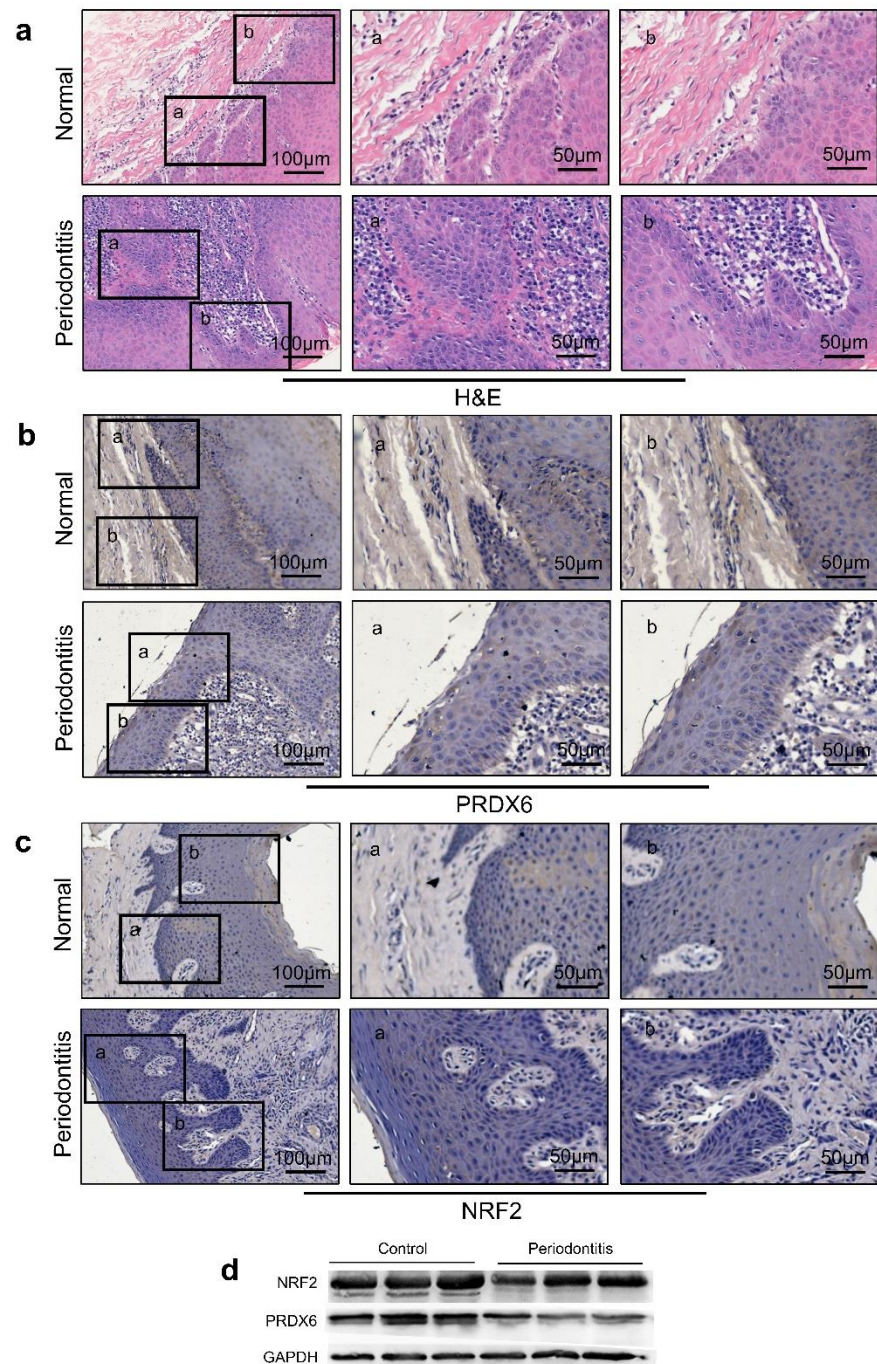 a
Normal
a
b
100μm
a
50μm
b
50μm
Periodontitis
a
b
100μm
a
50μm
b
50μm
H&E
b
Normal
a
b
100μm
a
50μm
b
50μm
Periodontitis
a
b
100μm
a
50μm
b
50μm
PRDX6
c
Normal
b
a
100μm
a
50μm
b
50μm
Periodontitis
a
b
100μm
a
50μm
b
50μm
NRF2
d
Control Periodontitis
NRF2
PRDX6
GAPDH